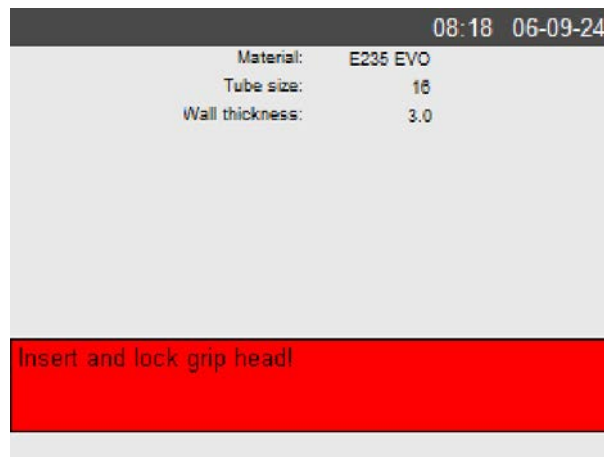 08:18 06-09-24
Material: E235 EVO
Tube size: 16
Wall thickness: 3.0
Insert and lock grip head!